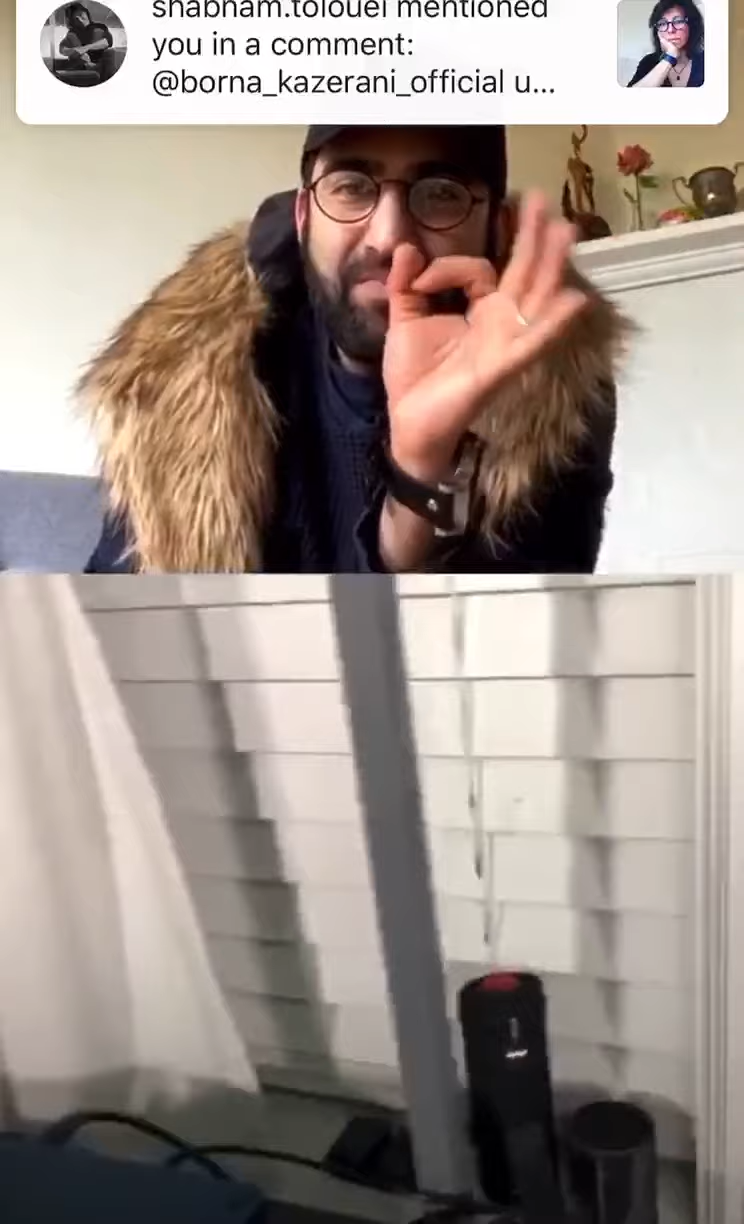 shabnam.tolouei mentioned
you in a comment:
@borna_kazerani_official u...